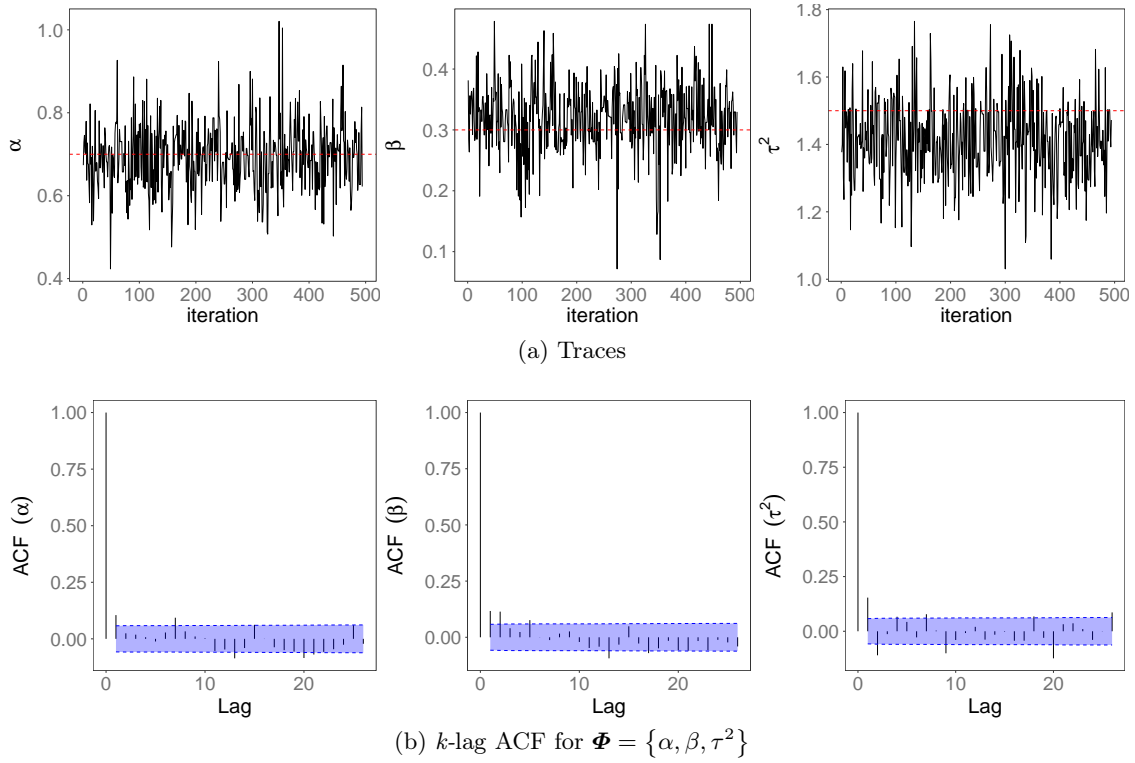 α
1.0
0.8
0.6
0.4
0 100 200 300 400 500
iteration
β
0.4
0.3
0.2
0.1
0 100 200 300 400 500
iteration
τ²
1.8
1.6
1.4
1.2
1.0
0 100 200 300 400 500
iteration
(a) Traces
ACF (α)
1.00
0.75
0.50
0.25
0.00
0 10 20
Lag
ACF (β)
1.00
0.75
0.50
0.25
0.00
0 10 20
Lag
ACF (τ²)
1.00
0.75
0.50
0.25
0.00
0 10 20
Lag
(b) k-lag ACF for Φ = {α, β, τ²}